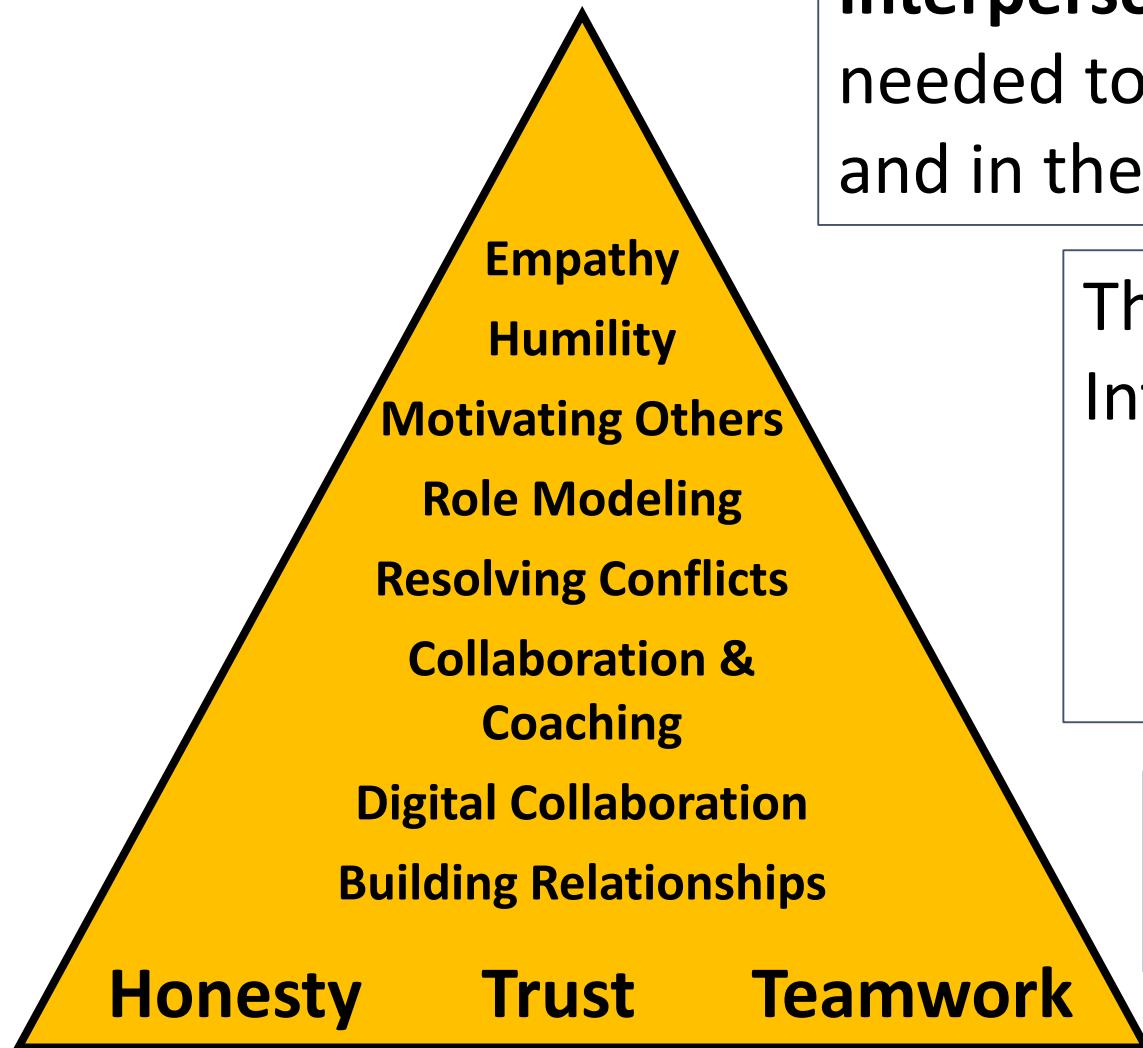 needed to
and in the
Empathy
Humility
Motivating Others
Role Modeling
Resolving Conflicts
Collaboration &
Coaching
Digital Collaboration
Building Relationships
Honesty Trust Teamwork